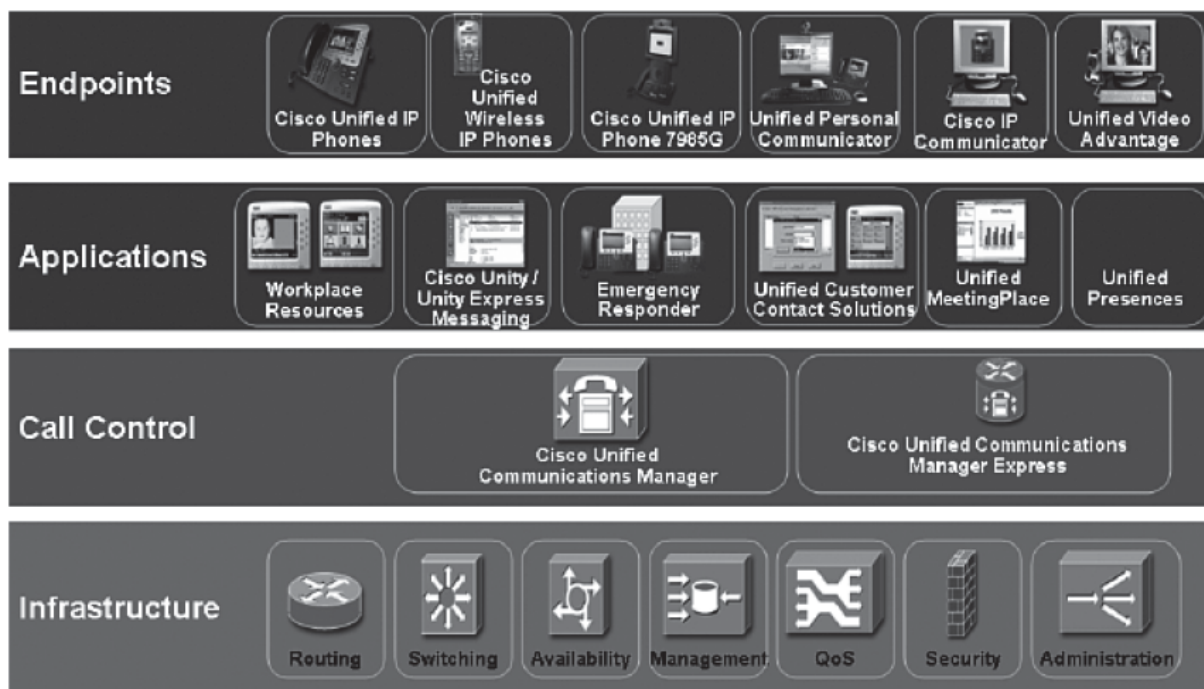 Endpoints
Cisco Unified IP
Phones
Cisco
Unified
Wireless
IP Phones
Cisco Unified IP
Phone 7985G
Unified Personal
Communicator
Cisco IP
Communicator
Unified Video
Advantage
Applications
Workplace
Resources
Cisco Unity /
Unity Express
Messaging
Emergency
Responder
Unified Customer
Contact Solutions
Unified
MeetingPlace
Unified
Presences
Call Control
Cisco Unified
Communications Manager
Cisco Unified Communications
Manager Express
Infrastructure
Routing
Switching
Availability
Management
QoS
Security
Administration